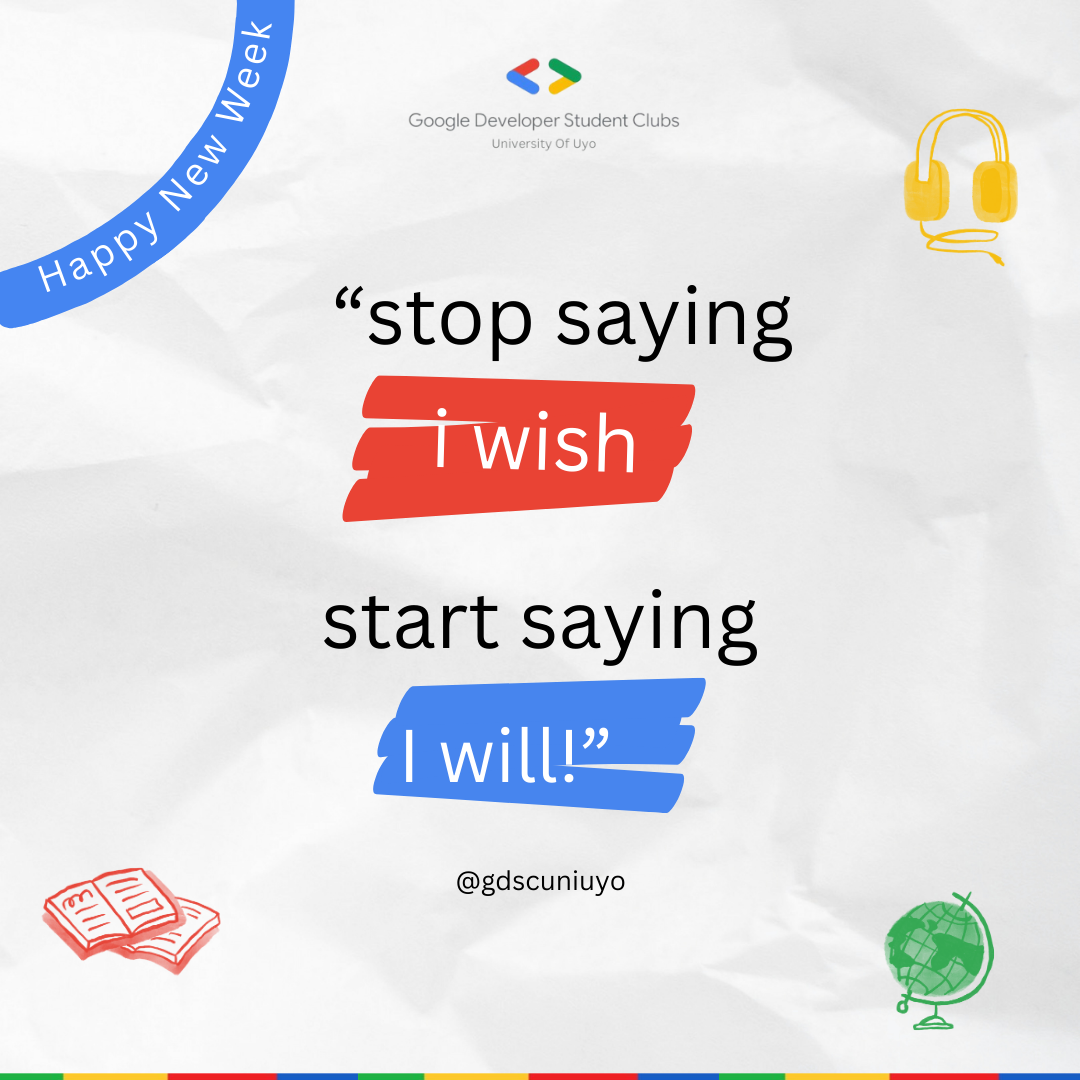 Happy New Week
Google Developer Student Clubs
University Of Uyo
“stop saying
i wish
start saying
I will!”
@gdscuniuyo